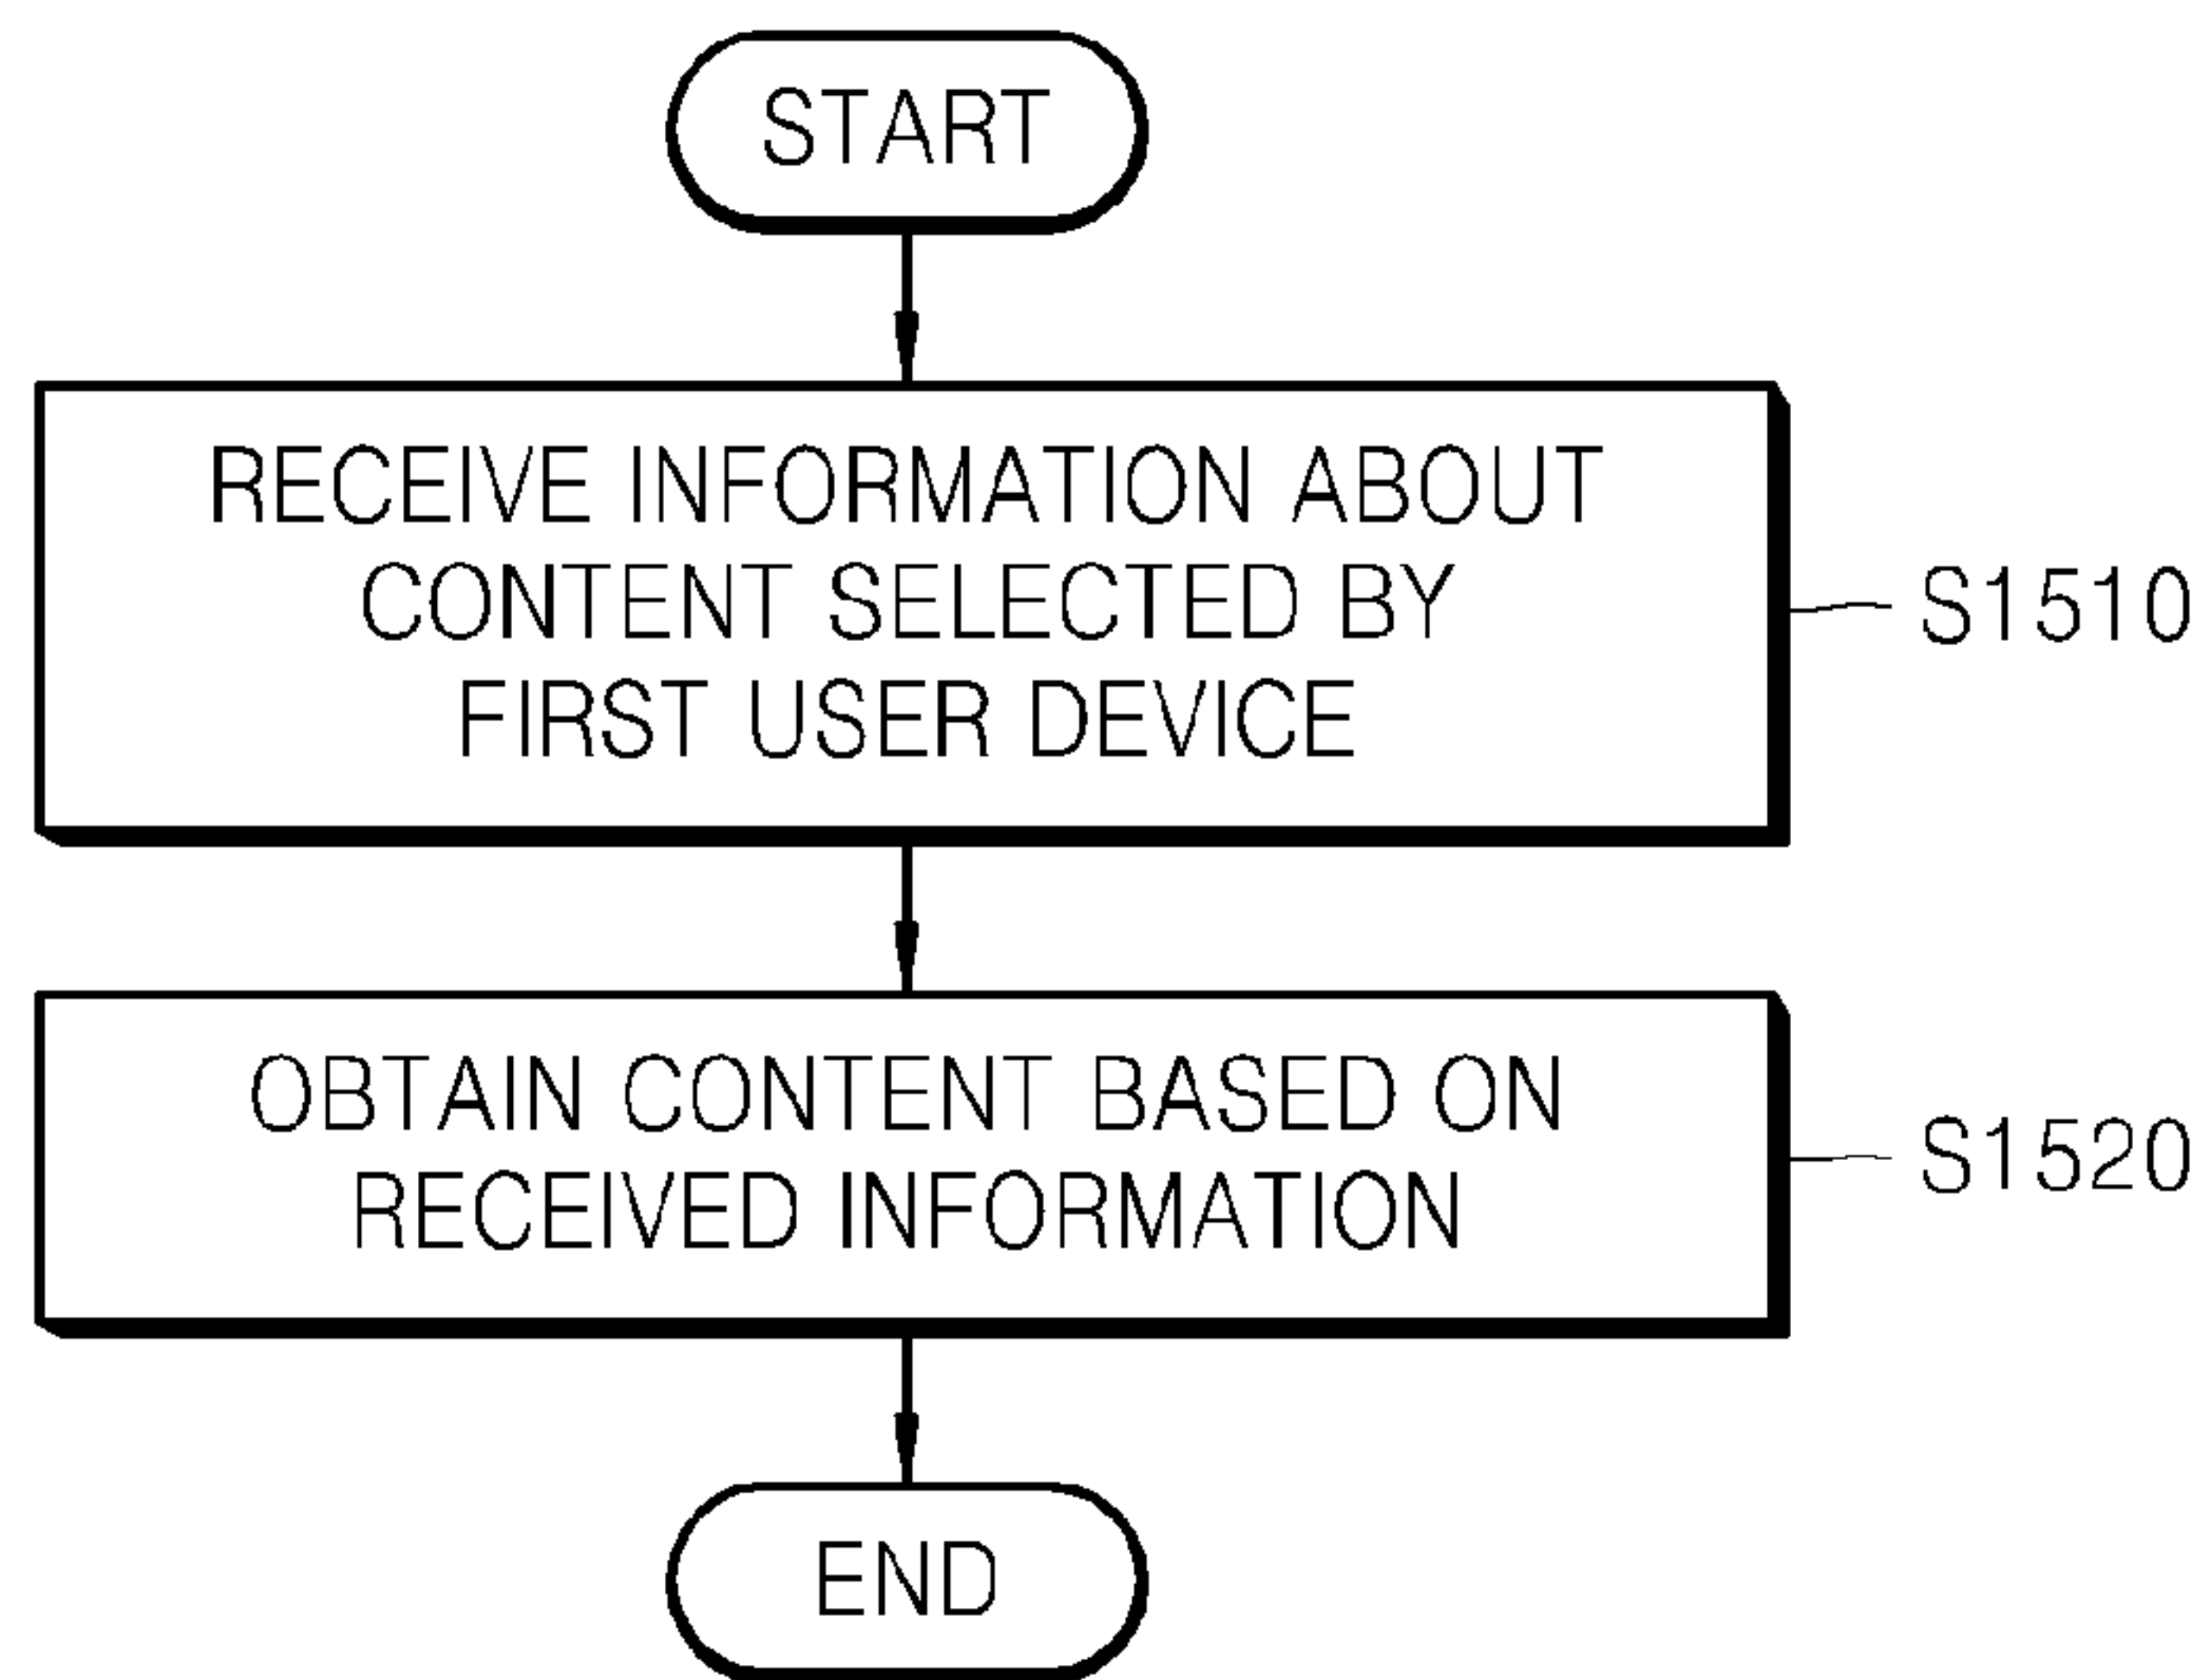 START
RECEIVE INFORMATION ABOUT
CONTENT SELECTED BY
FIRST USER DEVICE
S1510
OBTAIN CONTENT BASED ON
RECEIVED INFORMATION
S1520
END